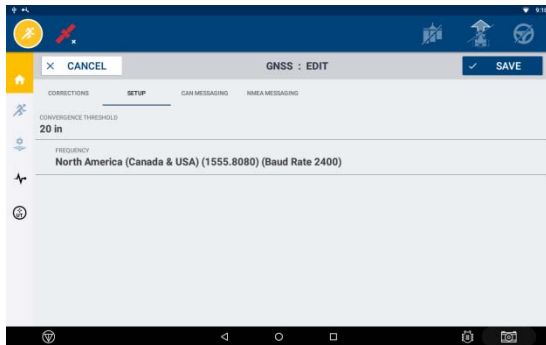 × CANCEL
GNSS : EDIT
✓ SAVE
CORRECTIONS SETUP CAN MESSAGING NMEA MESSAGING
CONVERGENCE THRESHOLD
20 in
FREQUENCY
North America (Canada & USA) (1555.8080) (Baud Rate 2400)